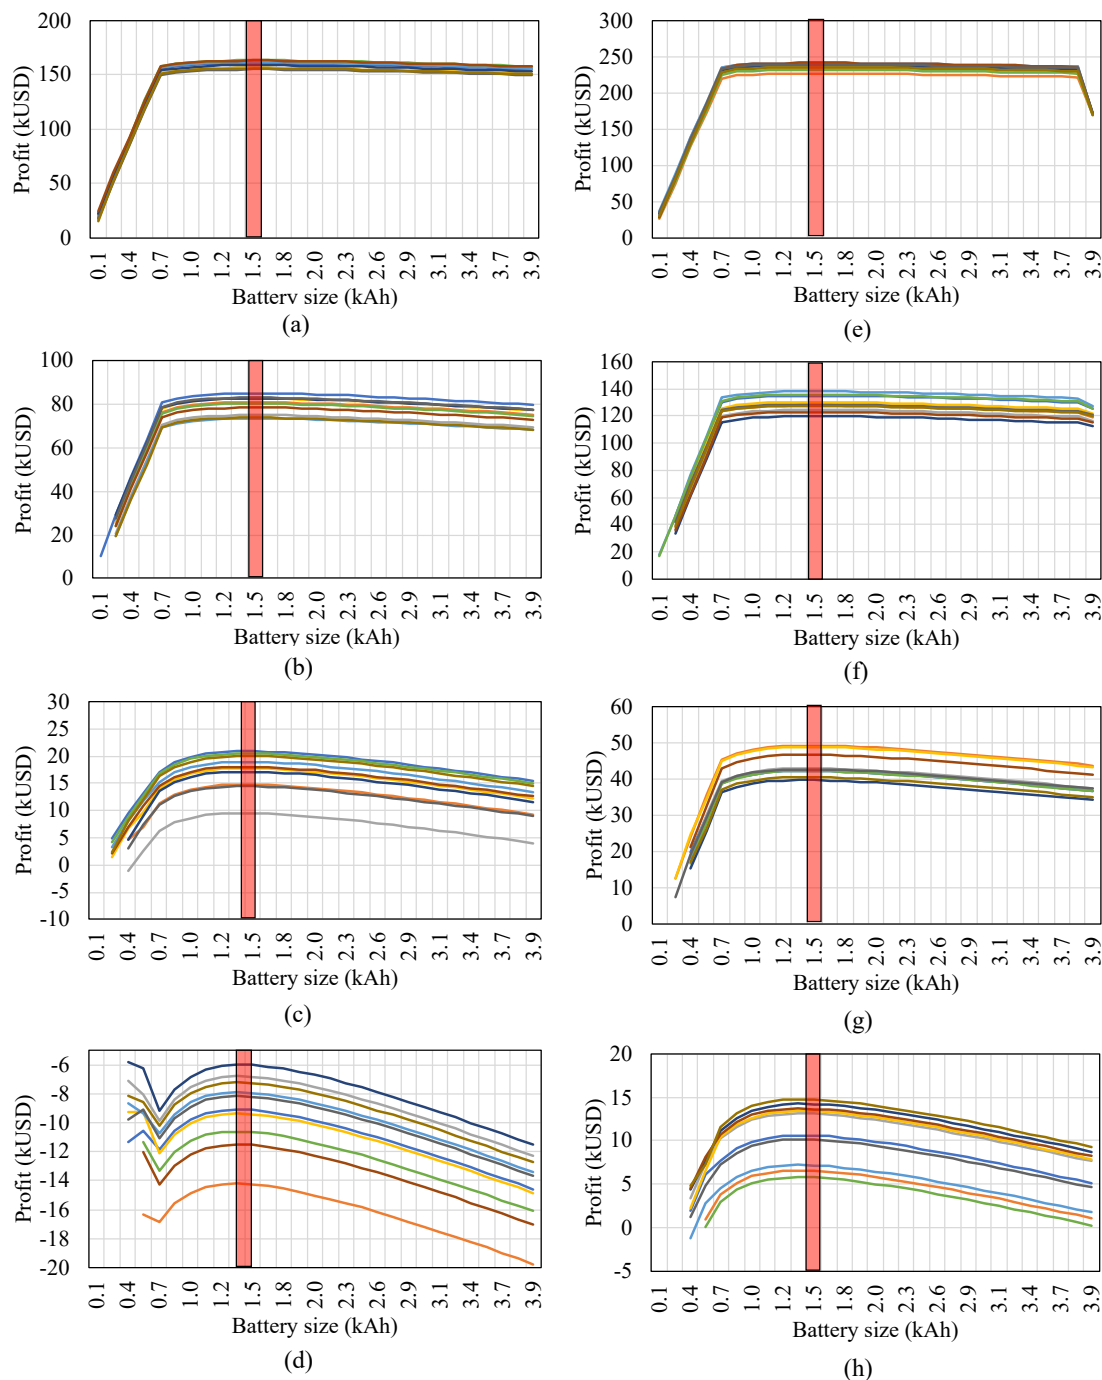 Profit (kUSD)
200
150
100
50
0
0.1 0.4 0.7 1.0 1.2 1.5 1.8 2.0 2.3 2.6 2.9 3.1 3.4 3.7 3.9
Battery size (kAh)
(a)
Profit (kUSD)
300
250
200
150
100
50
0
0.1 0.4 0.7 1.0 1.2 1.5 1.8 2.0 2.3 2.6 2.9 3.1 3.4 3.7 3.9
Battery size (kAh)
(e)
Profit (kUSD)
100
80
60
40
20
0
0.1 0.4 0.7 1.0 1.2 1.5 1.8 2.0 2.3 2.6 2.9 3.1 3.4 3.7 3.9
Battery size (kAh)
(b)
Profit (kUSD)
160
140
120
100
80
60
40
20
0
0.1 0.4 0.7 1.0 1.2 1.5 1.8 2.0 2.3 2.6 2.9 3.1 3.4 3.7 3.9
Battery size (kAh)
(f)
Profit (kUSD)
30
25
20
15
10
5
0
-5
-10
0.1 0.4 0.7 1.0 1.2 1.5 1.8 2.0 2.3 2.6 2.9 3.1 3.4 3.7 3.9
Battery size (kAh)
(c)
Profit (kUSD)
60
50
40
30
20
10
0
0.1 0.4 0.7 1.0 1.2 1.5 1.8 2.0 2.3 2.6 2.9 3.1 3.4 3.7 3.9
Battery size (kAh)
(g)
Profit (kUSD)
-6
-8
-10
-12
-14
-16
-18
-20
0.1 0.4 0.7 1.0 1.2 1.5 1.8 2.0 2.3 2.6 2.9 3.1 3.4 3.7 3.9
Battery size (kAh)
(d)
Profit (kUSD)
20
15
10
5
0
-5
0.1 0.4 0.7 1.0 1.2 1.5 1.8 2.0 2.3 2.6 2.9 3.1 3.4 3.7 3.9
Battery size (kAh)
(h)